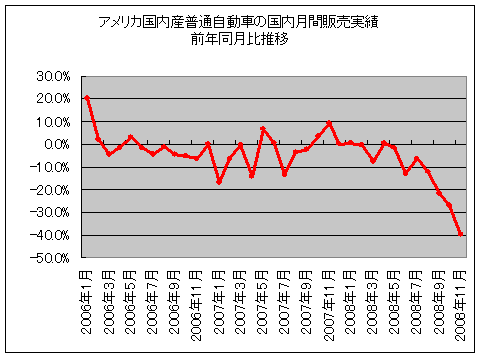 アメリカ国内産普通自動車の国内月間販売実績
前年同月比推移
30.0%
20.0%
10.0%
0.0%
-10.0%
-20.0%
-30.0%
-40.0%
-50.0%
2006年1月
2006年3月
2006年5月
2006年7月
2006年9月
2006年11月
2007年1月
2007年3月
2007年5月
2007年7月
2007年9月
2007年11月
2008年1月
2008年3月
2008年5月
2008年7月
2008年9月
2008年11月